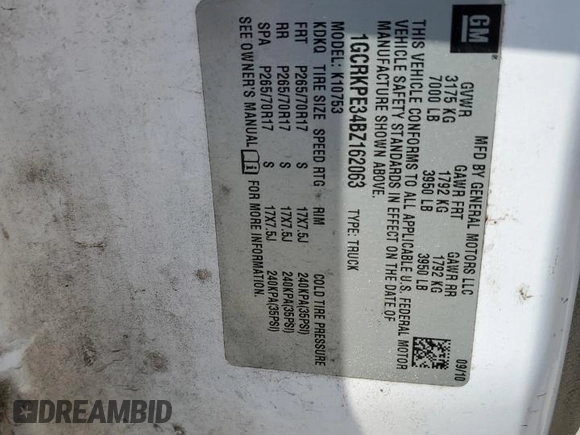 GM
®
MFD BY GENERAL MOTORS LLC
09/10
GVWR GAWR FRT GAWR RR
3175 KG 1792 KG 1792 KG
7000 LB 3950 LB 3950 LB
THIS VEHICLE CONFORMS TO ALL APPLICABLE U.S. FEDERAL MOTOR
VEHICLE SAFETY STANDARDS IN EFFECT ON THE DATE OF
MANUFACTURE SHOWN ABOVE.
1GCRKPE34BZ162063 TYPE: TRUCK
MODEL: K10753
KDKO TIRE SIZE SPEED RTG RIM COLD TIRE PRESSURE
FRT P265/70R17 S 17X7.5J 240KPA(35PSI)
RR P265/70R17 S 17X7.5J 240KPA(35PSI)
SPA P265/70R17 S 17X7.5J 240KPA(35PSI)
SEE OWNER'S MANUAL FOR MORE INFORMATION.
DREAMBID